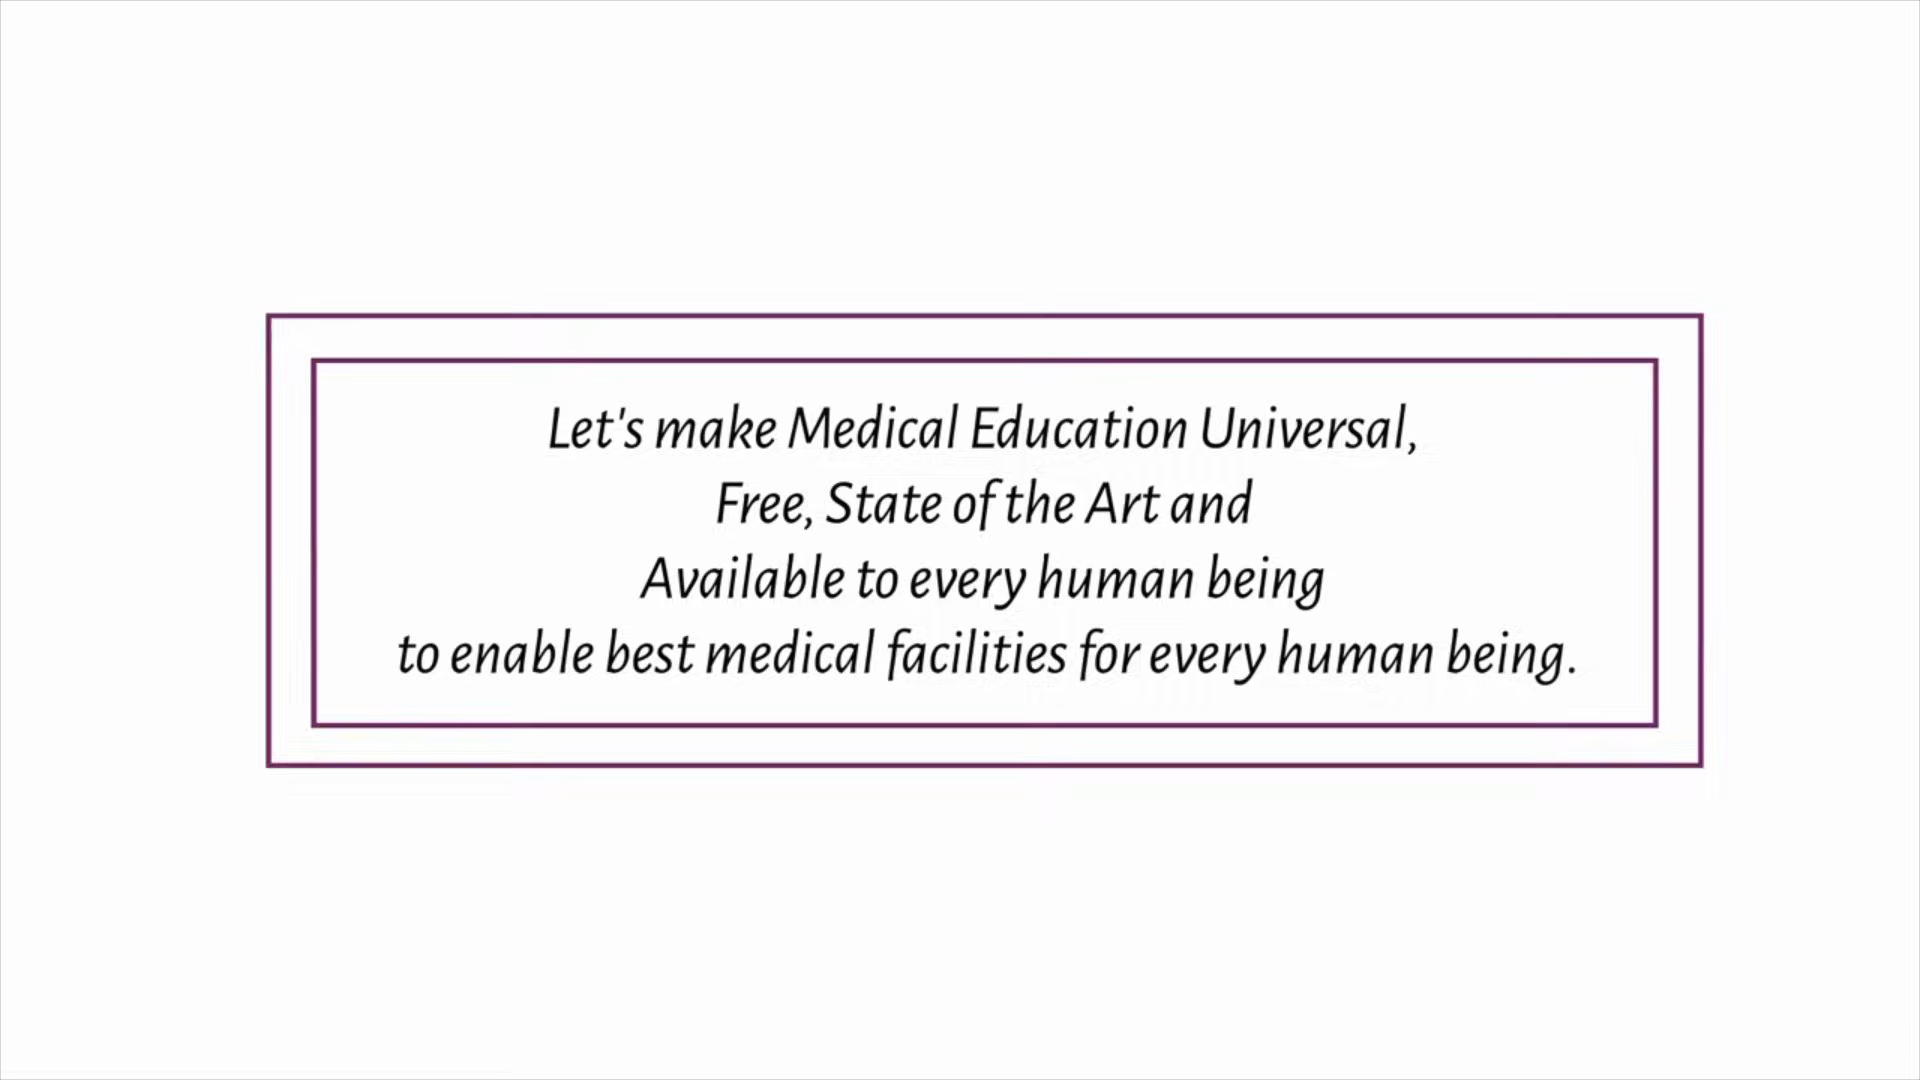 Let's make Medical Education Universal,
Free, State of the Art and
Available to every human being
to enable best medical facilities for every human being.